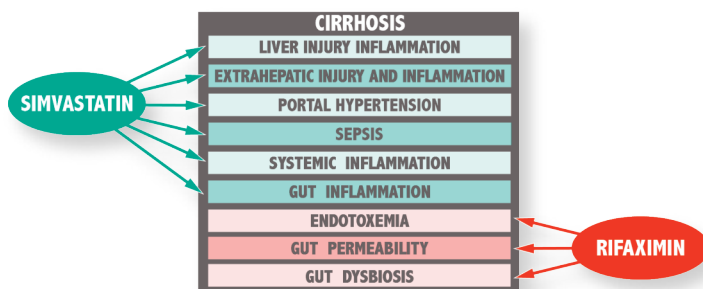 CIRRHOSIS
LIVER INJURY INFLAMMATION
EXTRAHEPATIC INJURY AND INFLAMMATION
SIMVASTATIN
PORTAL HYPERTENSION
SEPSIS
SYSTEMIC INFLAMMATION
GUT INFLAMMATION
ENDOTOXEMIA
GUT PERMEABILITY
RIFAXIMIN
GUT DYSBIOSIS